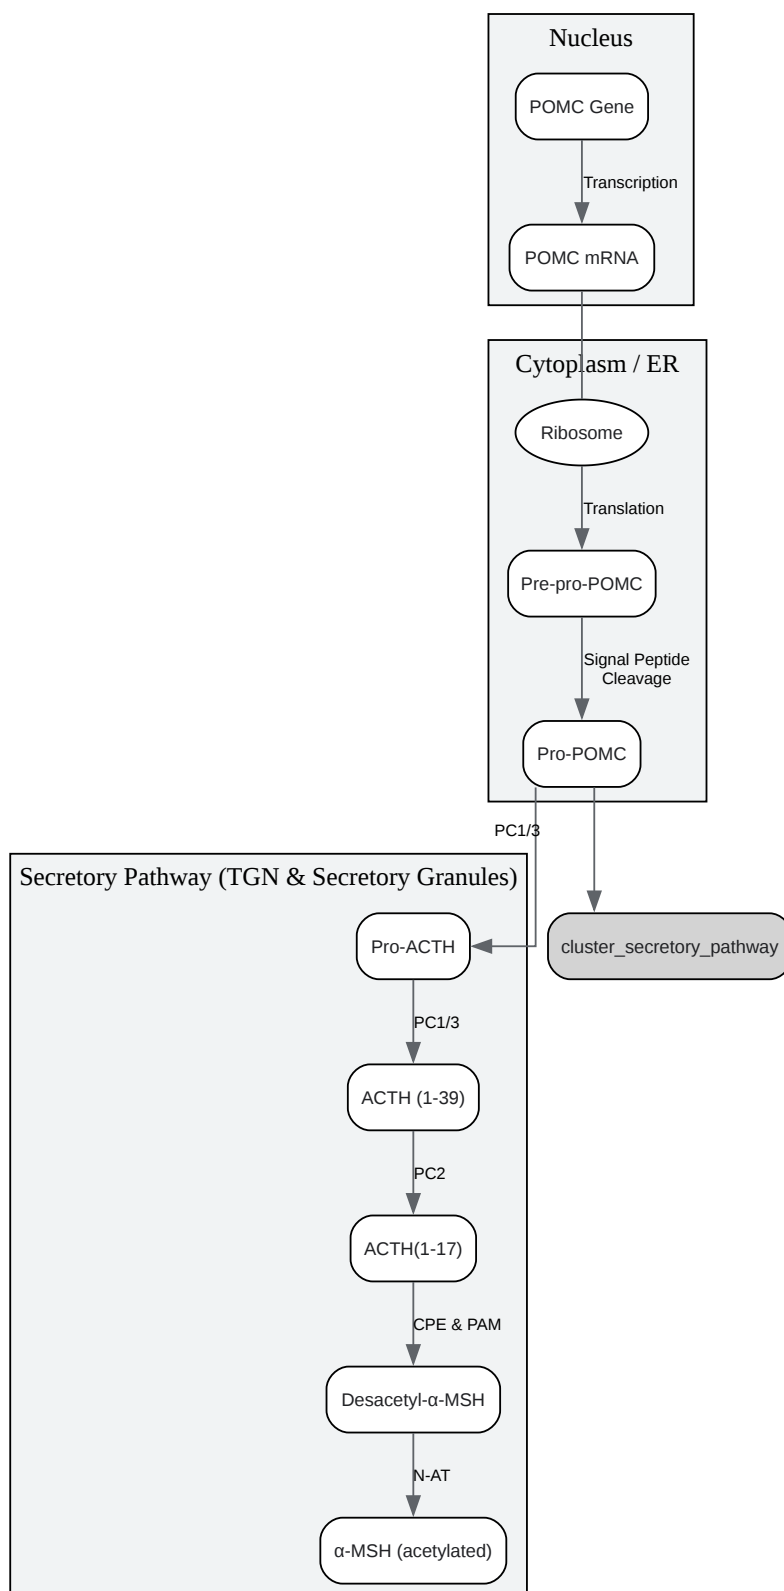 Nucleus
POMC Gene
Transcription
POMC mRNA
Cytoplasm / ER
Ribosome
Translation
Pre-pro-POMC
Signal Peptide
Cleavage
Pro-POMC
PC1/3
Secretory Pathway (TGN & Secretory Granules)
Pro-ACTH
cluster_secretory_pathway
PC1/3
ACTH (1-39)
PC2
ACTH(1-17)
CPE & PAM
Desacetyl-α-MSH
N-AT
α-MSH (acetylated)